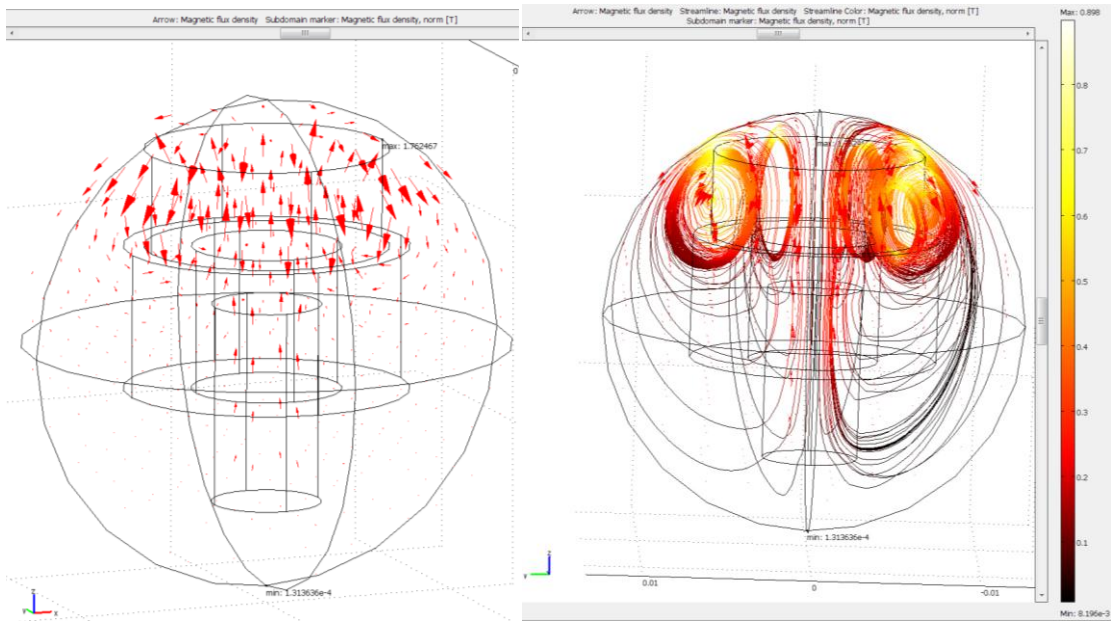 Arrow: Magnetic flux density   Subdomain marker: Magnetic flux density, norm [T]
0
max: 1.762467
min: 1.313636e-4
z
y
x
Arrow: Magnetic flux density   Streamline: Magnetic flux density   Streamline Color: Magnetic flux density, norm [T]
Subdomain marker: Magnetic flux density, norm [T]
Max: 0.898
0.8
0.7
0.6
0.5
0.4
0.3
0.2
0.1
Min: 8.196e-3
min: 1.313636e-4
z
y
0.01
0
-0.01